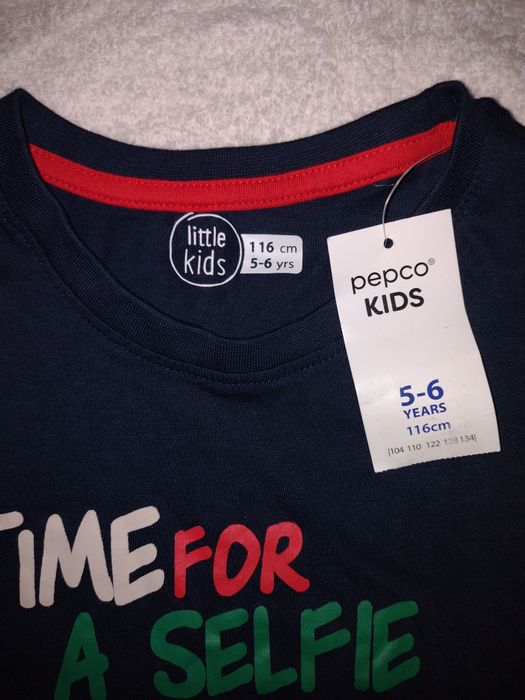 little
kids
116 cm
5-6 yrs
pepco®
KIDS
5-6
YEARS
116cm
|104 110 122 128 134|
TIME FOR
A SELFIE